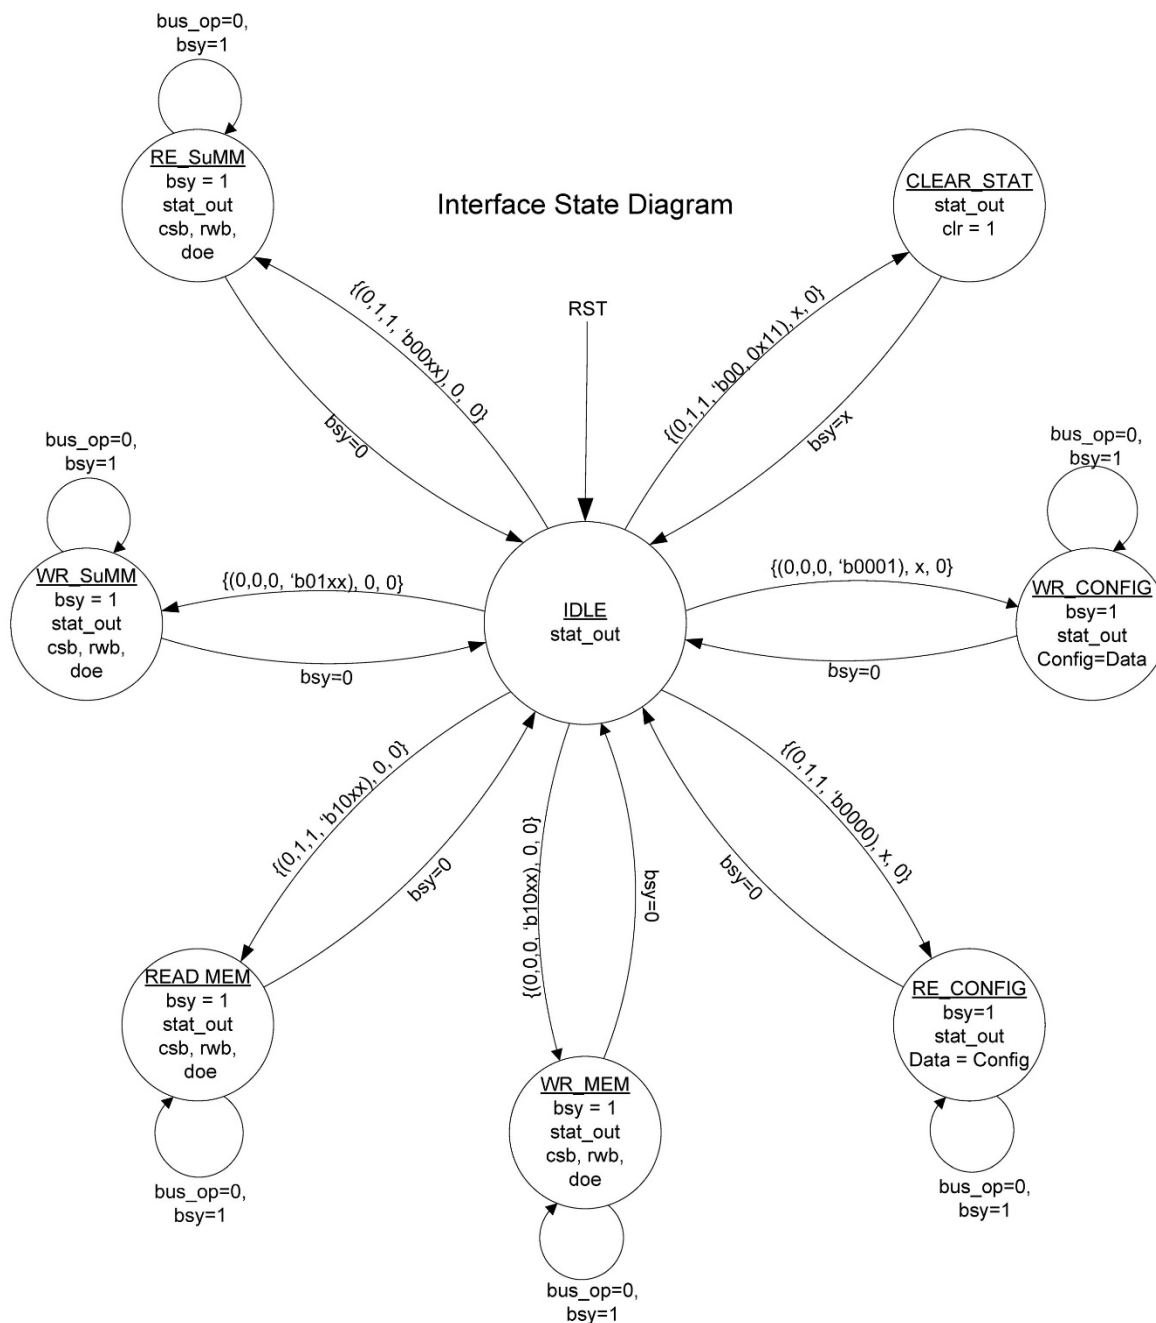 bus_op=0,
bsy=1
RE_SuMM
bsy = 1
stat_out
csb, rwb,
doe
Interface State Diagram
CLEAR_STAT
stat_out
clr = 1
{(0,1,1, ‘b00xx), 0, 0}
bsy=0
RST
{(0,1,1, ‘b00, 0x11), x, 0}
bsy=x
bus_op=0,
bsy=1
WR_SuMM
bsy = 1
stat_out
csb, rwb,
doe
{(0,0,0, ‘b01xx), 0, 0}
bsy=0
IDLE
stat_out
{(0,0,0, ‘b0001), x, 0}
bsy=0
bus_op=0,
bsy=1
WR_CONFIG
bsy=1
stat_out
Config=Data
{(0,1,1, ‘b10xx), 0, 0}
bsy=0
{(0,0,0, ‘b10xx), 0, 0}
bsy=0
{(0,1,1, ‘b0000), x, 0}
bsy=0
READ MEM
bsy = 1
stat_out
csb, rwb,
doe
bus_op=0,
bsy=1
WR_MEM
bsy = 1
stat_out
csb, rwb,
doe
bus_op=0,
bsy=1
RE_CONFIG
bsy=1
stat_out
Data = Config
bus_op=0,
bsy=1